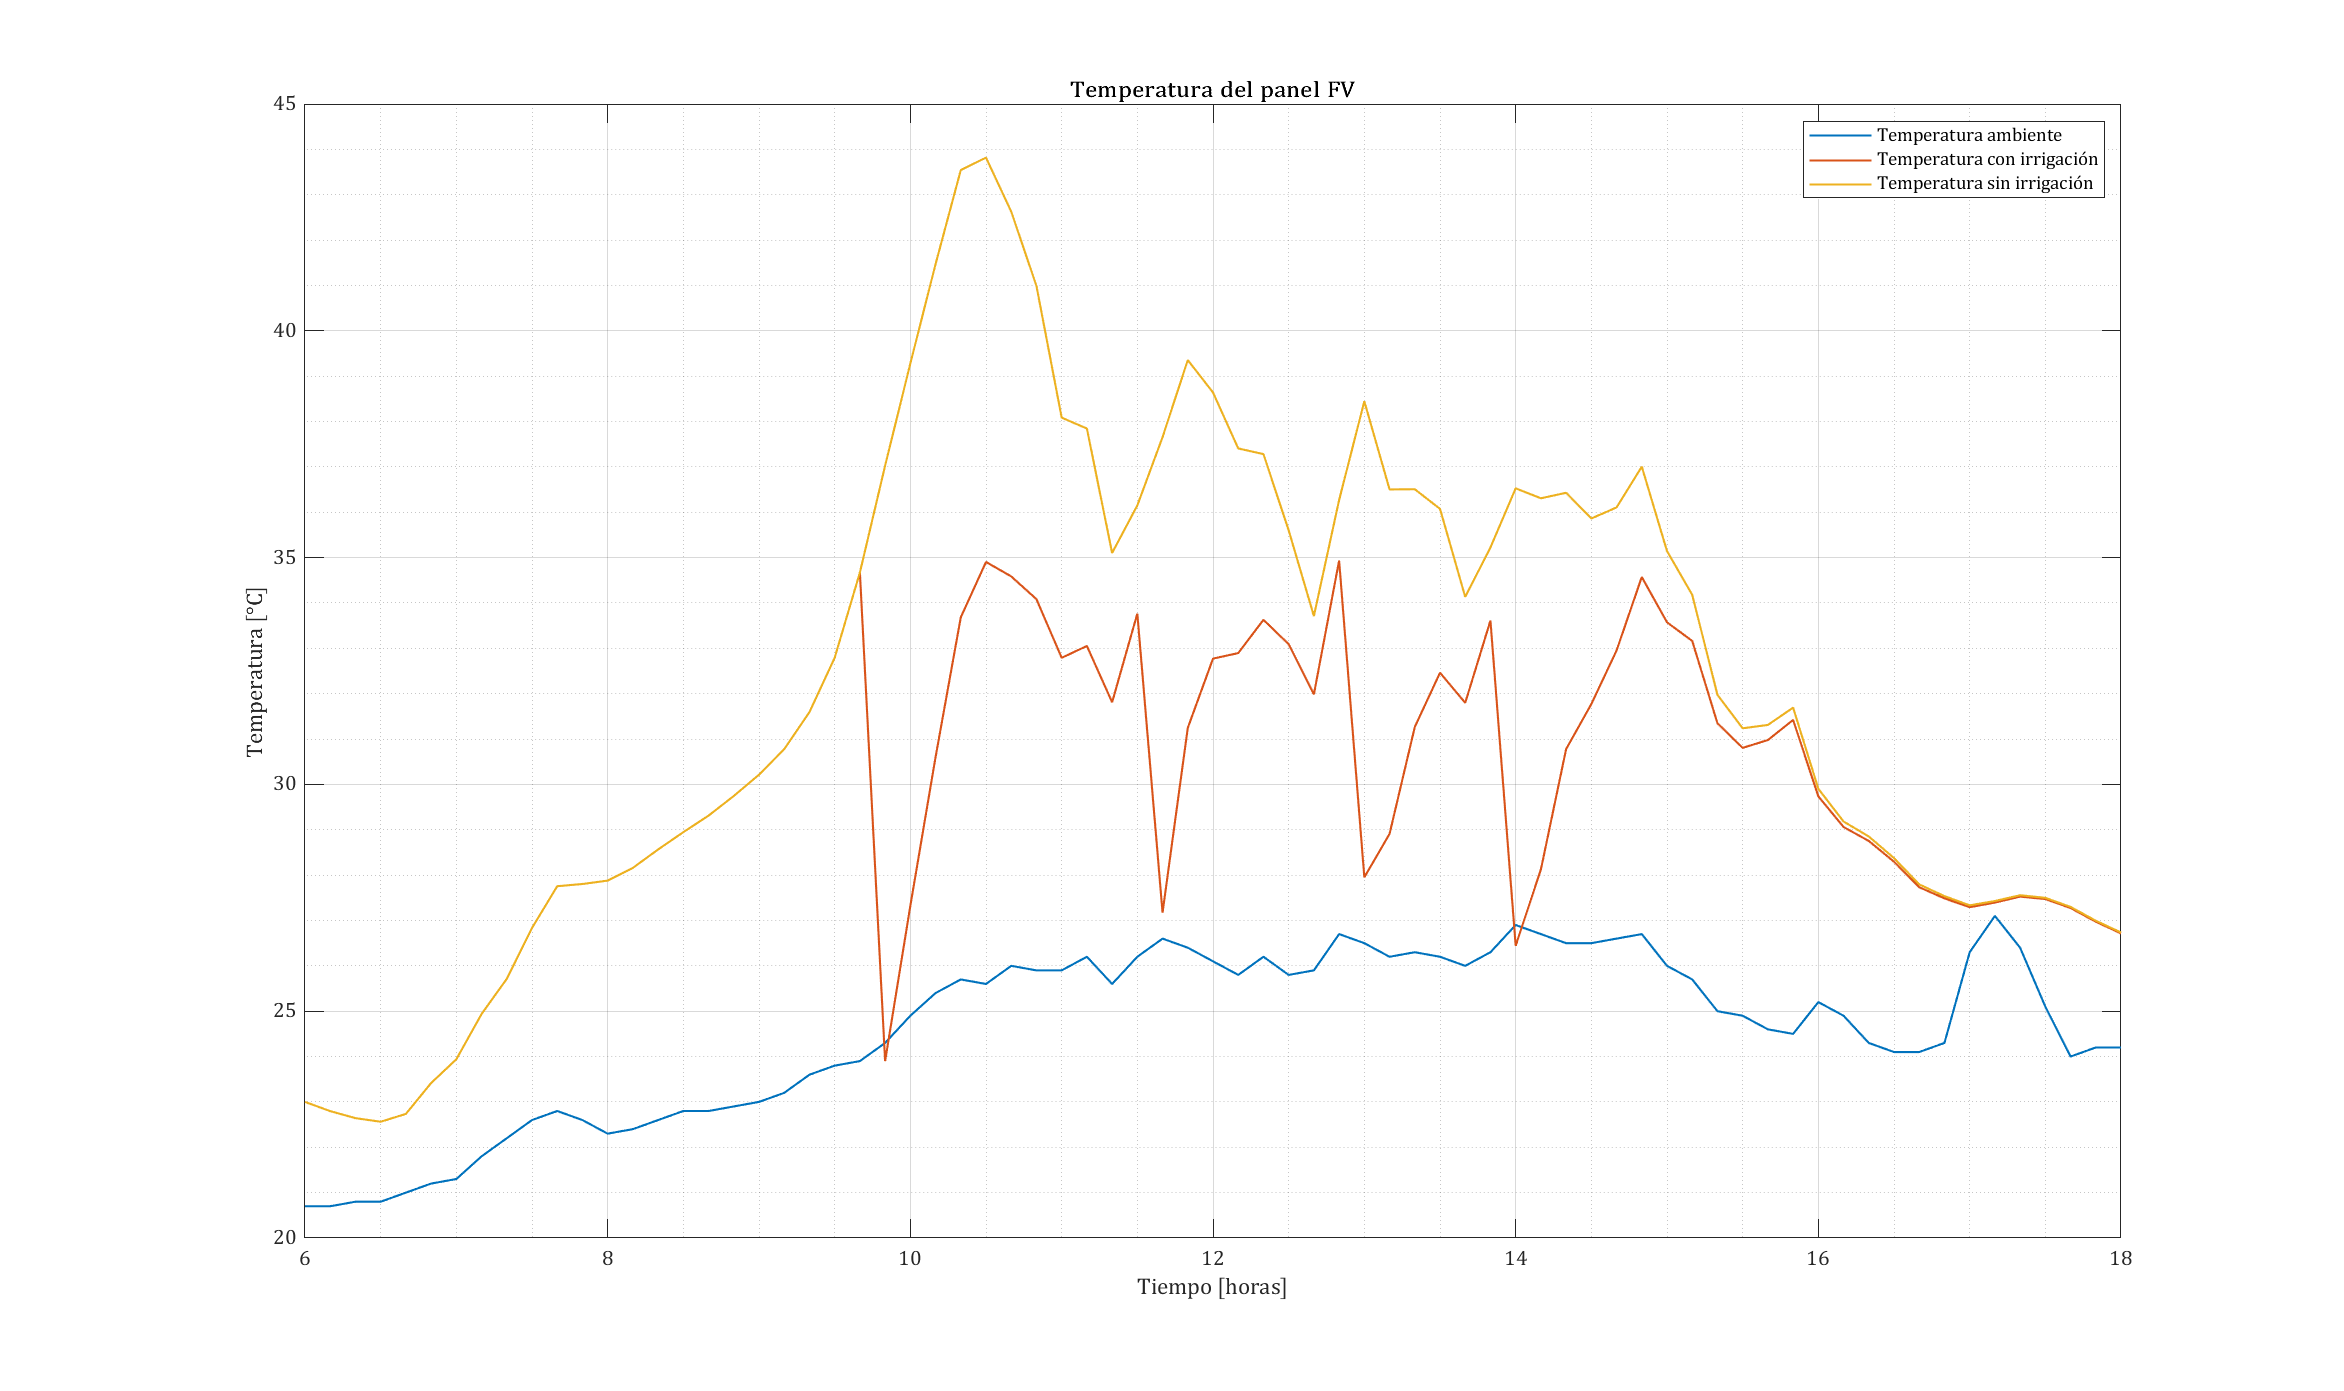 Temperatura del panel FV
45
40
35
30
25
20
Temperatura [°C]
Temperatura ambiente
Temperatura con irrigación
Temperatura sin irrigación
6 8 10 12 14 16 18
Tiempo [horas]